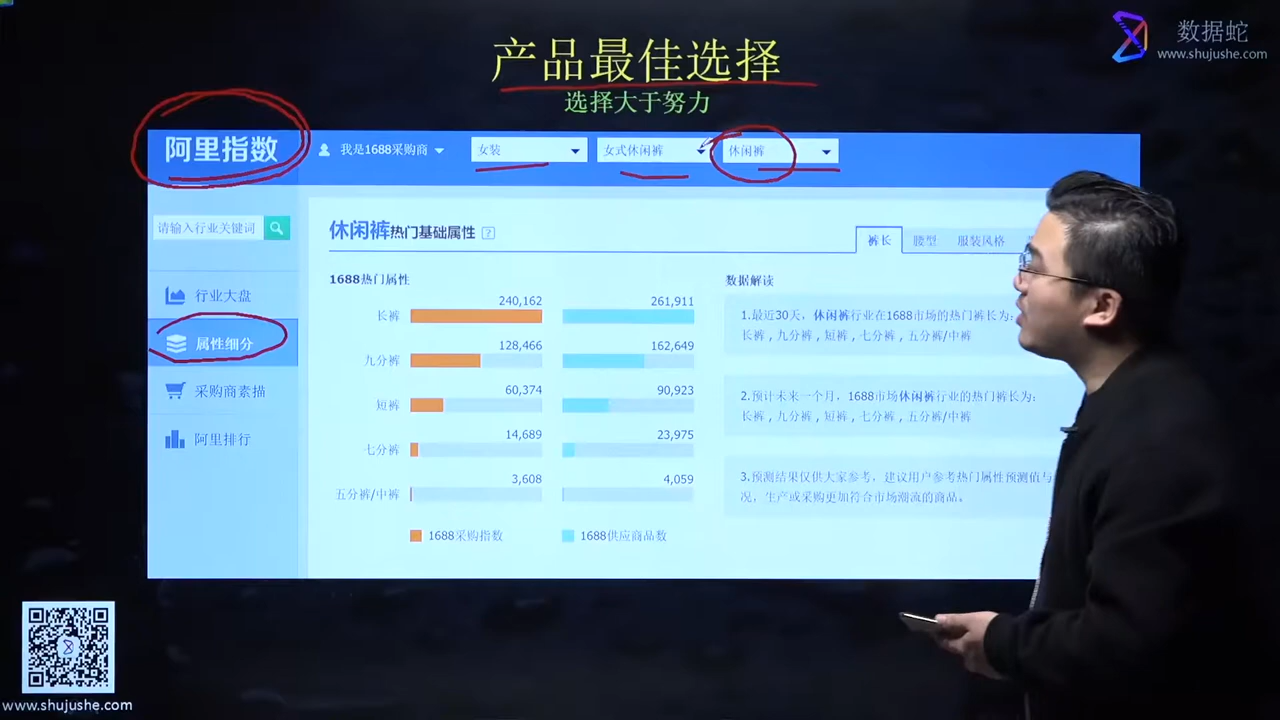 数据蛇
www.shujushe.com
产品最佳选择
选择大于努力
阿里指数
我是1688采购商
女装
女式休闲裤
休闲裤
请输入行业关键词
行业大盘
属性细分
采购商素描
阿里排行
休闲裤热门基础属性 ?
裤长 腰型 服装风格
1688热门属性
长裤 240,162 261,911
九分裤 128,466 162,649
短裤 60,374 90,923
七分裤 14,689 23,975
五分裤/中裤 3,608 4,059
1688采购指数 1688供应商品数
数据解读
1.最近30天，休闲裤行业在1688市场的热门裤长为:
长裤，九分裤，短裤，七分裤，五分裤/中裤
2.预计未来一个月，1688市场休闲裤行业的热门裤长为:
长裤，九分裤，短裤，七分裤，五分裤/中裤
3.预测结果仅供大家参考，建议用户参考热门属性预测值与
况，生产或采购更加符合市场潮流的商品。
www.shujushe.com